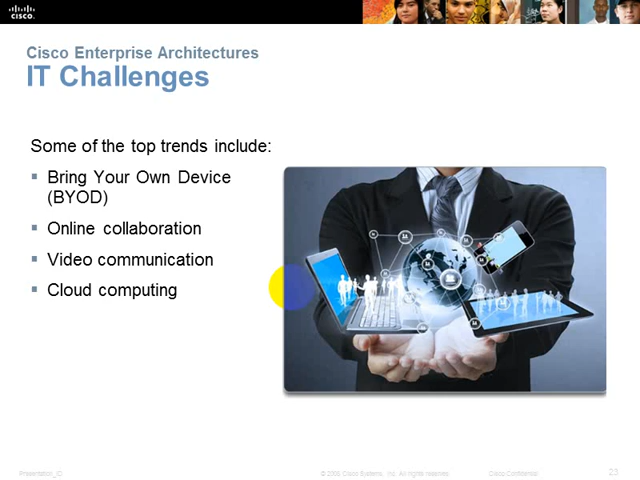 CISCO.
Cisco Enterprise Architectures
IT Challenges
Some of the top trends include:
Bring Your Own Device
(BYOD)
Online collaboration
Video communication
Cloud computing
Presentation_ID
© 2008 Cisco Systems, Inc. All rights reserved.
Cisco Confidential
23